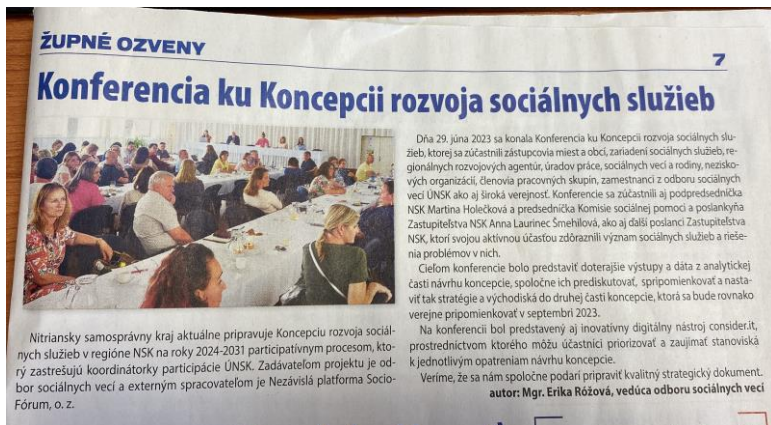 ŽUPNÉ OZVENY
7
Konferencia ku Koncepcii rozvoja sociálnych služieb
Nitriansky samosprávny kraj aktuálne pripravuje Koncepciu rozvoja sociál-
nych služieb v regióne NSK na roky 2024-2031 participatívnym procesom, kto-
rý zastrešujú koordinátorky participácie ÚNSK. Zadávateľom projektu je od-
bor sociálnych vecí a externým spracovateľom je Nezávislá platforma Socio-
Fórum, o. z.
Dňa 29. júna 2023 sa konala Konferencia ku Koncepcii rozvoja sociálnych slu-
žieb, ktorej sa zúčastnili zástupcovia miest a obcí, zariadení sociálnych služieb, re-
gionálnych rozvojových agentúr, úradov práce, sociálnych vecí a rodiny, nezisko-
vých organizácií, členovia pracovných skupín, zamestnanci z odboru sociálnych
vecí ÚNSK ako aj široká verejnosť. Konferencie sa zúčastnili aj podpredsedníčka
NSK Martina Holečková a predsedníčka Komisie sociálnej pomoci a poslankyňa
Zastupiteľstva NSK Anna Laurinec Šmehilová, ako aj ďalší poslanci Zastupiteľstva
NSK, ktorí svojou aktívnou účasťou zdôraznili význam sociálnych služieb a rieše-
nia problémov v nich.
Cieľom konferencie bolo predstaviť doterajšie výstupy a dáta z analytickej
časti návrhu koncepcie, spoločne ich prediskutovať, spripomienkovať a nasta-
viť tak stratégie a východiská do druhej časti koncepcie, ktorá sa bude rovnako
verejne pripomienkovať v septembri 2023.
Na konferencii bol predstavený aj inovatívny digitálny nástroj consider.it,
prostredníctvom ktorého môžu účastníci priorizovať a zaujímať stanoviská
k jednotlivým opatreniam návrhu koncepcie.
Veríme, že sa nám spoločne podarí pripraviť kvalitný strategický dokument.
autor: Mgr. Erika Rózová, vedúca odboru sociálnych vecí